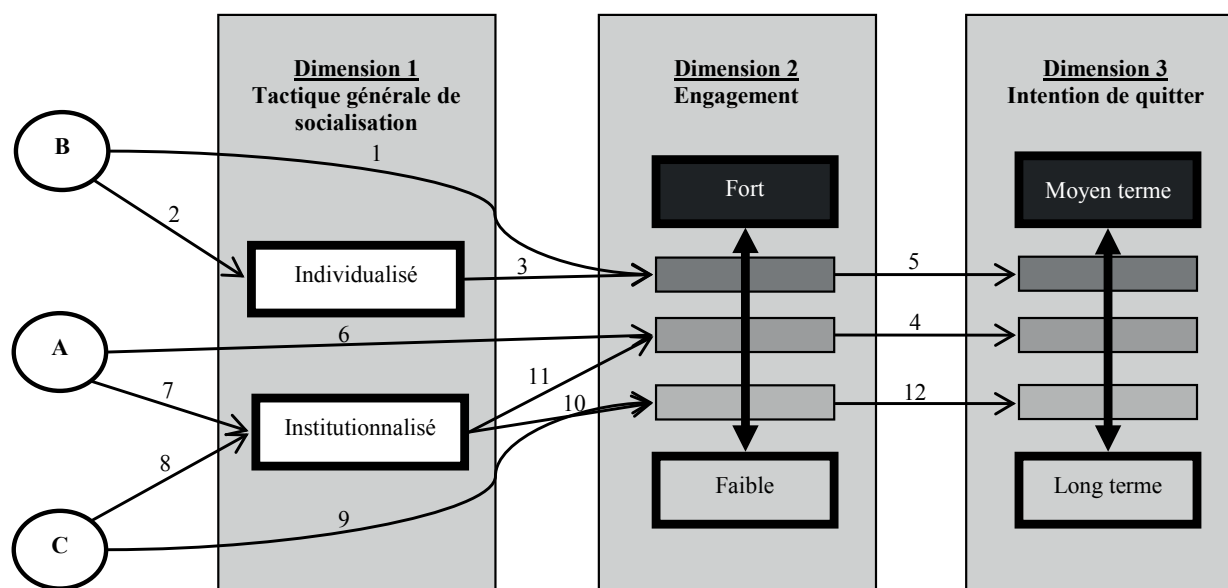 Dimension 1
Tactique générale de
socialisation
Dimension 2
Engagement
Dimension 3
Intention de quitter
B
1
2
Fort
Moyen terme
Individualisé
3
5
A
6
4
7
11
Institutionnalisé
10
12
8
Faible
Long terme
9
C